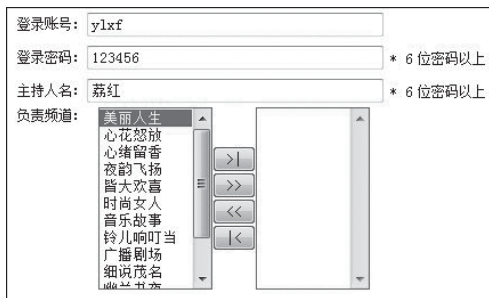 登录账号: ylxf
登录密码: 123456 * 6 位密码以上
主持人名: 荔红 * 6 位密码以上
负责频道: 美丽人生
心花怒放
心绪留香
夜韵飞扬
皆大欢喜
时尚女人
音乐故事
铃儿响叮当
广播剧场
细说茂名
>|
>>
<<
|<